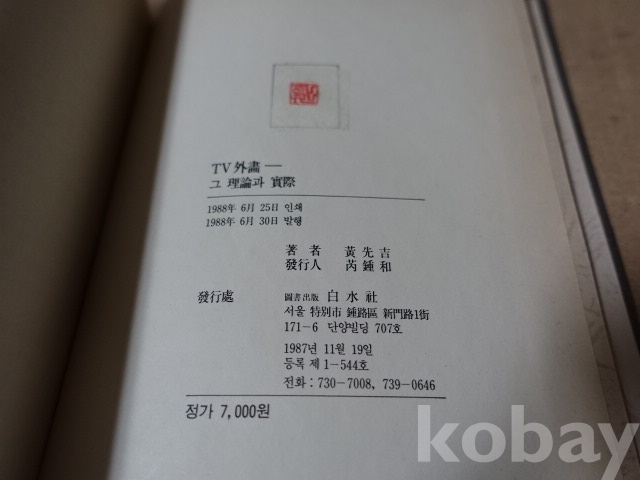 TV 外畵 —
그 理論과 實際
1988年 6月 25日 인쇄
1988年 6月 30日 발행
著者 黃先吉
發行人 芮鍾和
發行處 圖書出版 白水社
서울 特別市 鍾路區 新門路1街
171-6 단양빌딩 707호
1987년 11월 19일
등록 제 1-544호
전화 : 730-7008, 739-0646
정가 7,000원
kobay